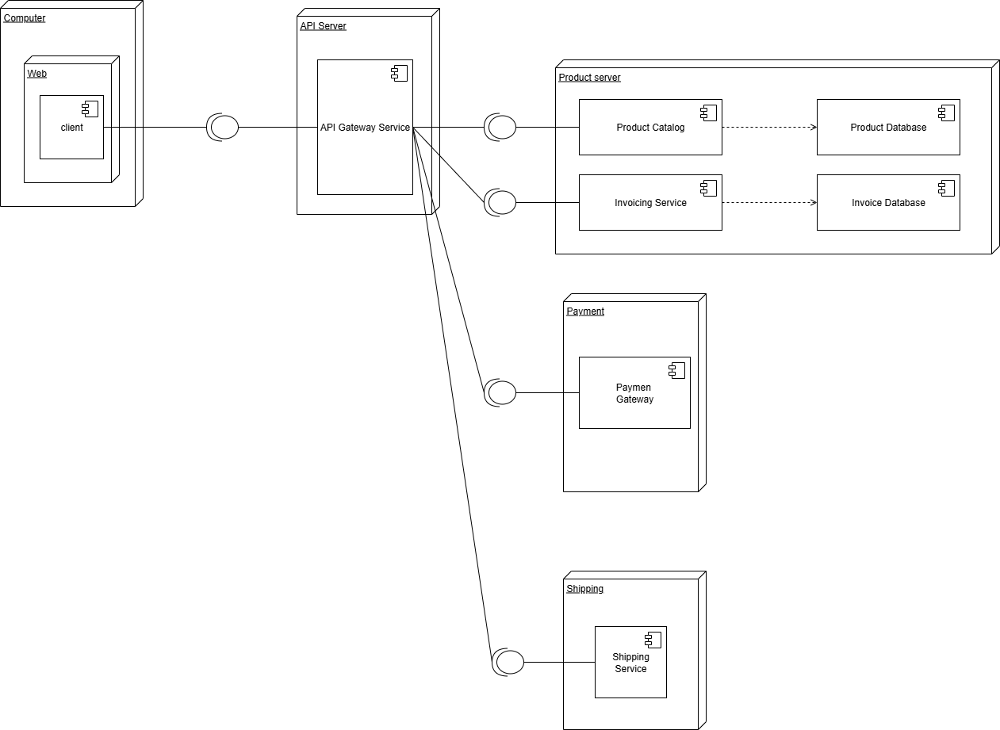 Computer
Web
client
API Server
API Gateway Service
Product server
Product Catalog
Product Database
Invoicing Service
Invoice Database
Payment
Paymen
Gateway
Shipping
Shipping
Service